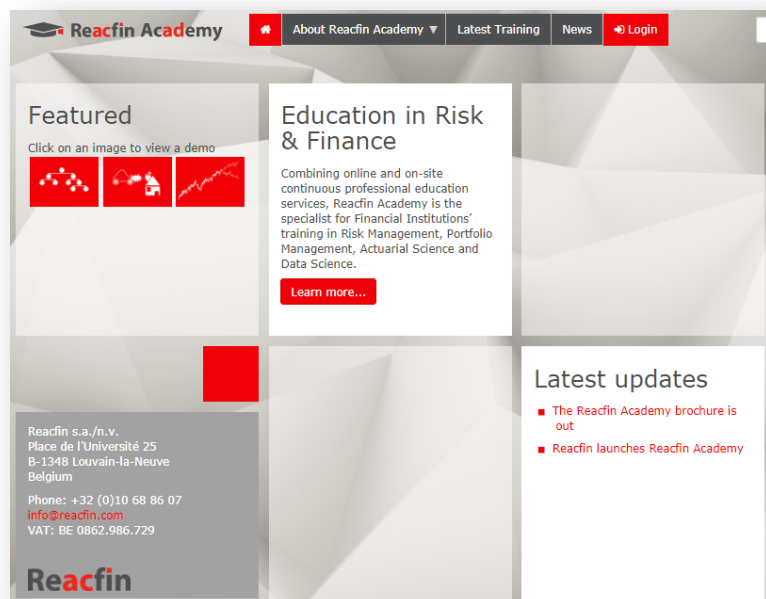 Reacfin Academy
About Reacfin Academy ▼
Latest Training
News
Login
Featured
Click on an image to view a demo
Education in Risk
& Finance
Combining online and on-site
continuous professional education
services, Reacfin Academy is the
specialist for Financial Institutions'
training in Risk Management, Portfolio
Management, Actuarial Science and
Data Science.
Learn more...
Reacfin s.a./n.v.
Place de l'Université 25
B-1348 Louvain-la-Neuve
Belgium
Phone: +32 (0)10 68 86 07
info@reacfin.com
VAT: BE 0862.986.729
Reacfin
Latest updates
The Reacfin Academy brochure is
out
Reacfin launches Reacfin Academy